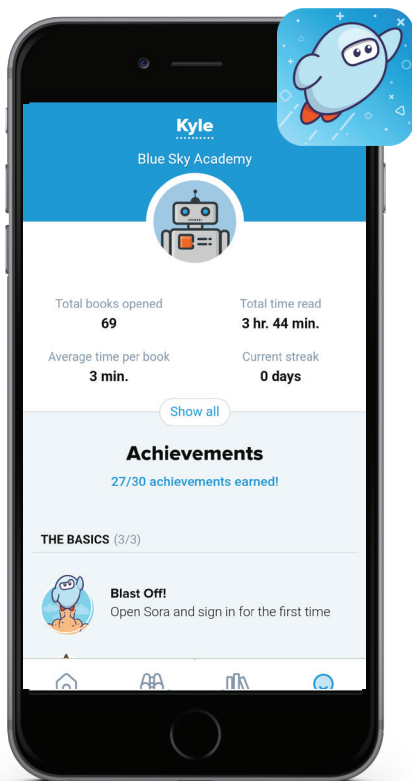 Kyle
Blue Sky Academy
Total books opened
69
Total time read
3 hr. 44 min.
Average time per book
3 min.
Current streak
0 days
Show all
Achievements
27/30 achievements earned!
THE BASICS (3/3)
Blast Off!
Open Sora and sign in for the first time